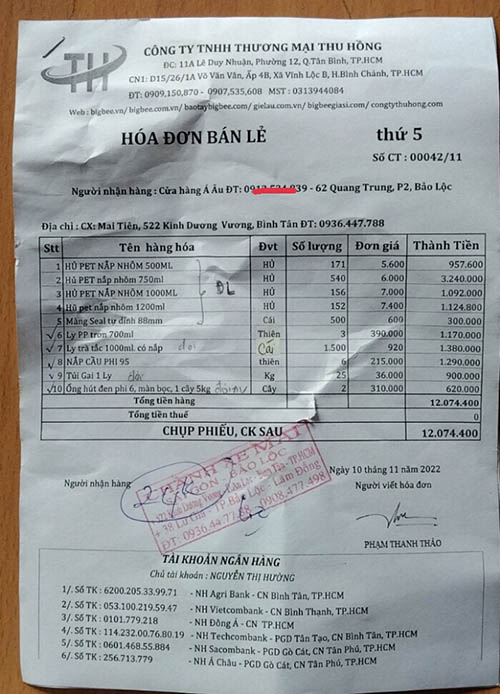 TH
CÔNG TY TNHH THƯƠNG MẠI THU HỒNG
ĐC: 11A Lê Duy Nhuận, Phường 12, Q.Tân Bình, TP.HCM
CN1: D15/26/1A Võ Văn Vân, Ấp 4B, Xã Vĩnh Lộc B, H.Bình Chánh, TP.HCM
ĐT: 0909,150,870 - 0907,535,608 MST : 0313944084
Web : bigbee.vn/ bigbee.com.vn/ baotaybigbee.com/ gielau.com.vn/ bigbeegiasi.com/ congtythuhong.com
HÓA ĐƠN BÁN LẺ thứ 5
Số CT : 00042/11
Người nhận hàng : Cửa hàng Á Âu ĐT: 939 - 62 Quang Trung, P2, Bảo Lộc
Địa chỉ : CX: Mai Tiên, 522 Kinh Dương Vương, Bình Tân ĐT: 0936.447.788
Stt Tên hàng hóa Đvt Số lượng Đơn giá Thành Tiền
1 HŨ PET NẮP NHÔM 500ML HŨ 171 5.600 957.600
2 HŨ PET nắp nhôm 750ml HŨ 540 6.000 3.240.000
3 HŨ PET NẮP NHÔM 1000ML HŨ 156 7.000 1.092.000
4 Hũ pet nắp nhôm 1200ml HŨ 152 7.400 1.124.800
5 Màng Seal tự dính 88mm Cái 500 600 300.000
ĐL
6 Ly PP trơn 700ml Thiên 3 390.000 1.170.000
7 Ly trà tắc 1000ml. có nắp Cái 1.500 920 1.380.000
8 NẮP CẦU PHI 95 thiên 6 215.000 1.290.000
9 Túi Gai 1 Ly Kg 25 36.000 900.000
10 Ống hút đen phi 6, màn bọc, 1 cây 5kg Cây 2 310.000 620.000
Tổng tiền hàng 12.074.400
Tổng tiền thuế 0
CHỤP PHIẾU, CK SAU 12.074.400
Ngày 10 tháng 11 năm 2022
Người nhận hàng Người viết hóa đơn
ĐT: 0936.44.77.88 - 0908.477.498
PHẠM THANH THẢO
TÀI KHOẢN NGÂN HÀNG
Chủ tài khoản : NGUYỄN THỊ HƯỜNG
1/. Số TK : 6200.205.33.99.71 - NH Agri Bank - CN Bình Tân, TP.HCM
2/. Số TK : 053.100.219.59.47 - NH Vietcombank - CN Bình Thạnh, TP.HCM
3/. Số TK : 0101.779.218 - NH Đông Á - CN TP.HCM
4/. Số TK : 114.232.00.76.80.19 - NH Techcombank - PGD Tân Tạo, CN Bình Tân, TP.HCM
5/. Số TK : 0601.468.55.884 - NH Sacombank - PGD Gò Cát, CN Tân Phú, TP.HCM
6/. Số TK : 256.713.779 - NH Á Châu - PGD Gò Cát, CN Tân Phú, TP.HCM